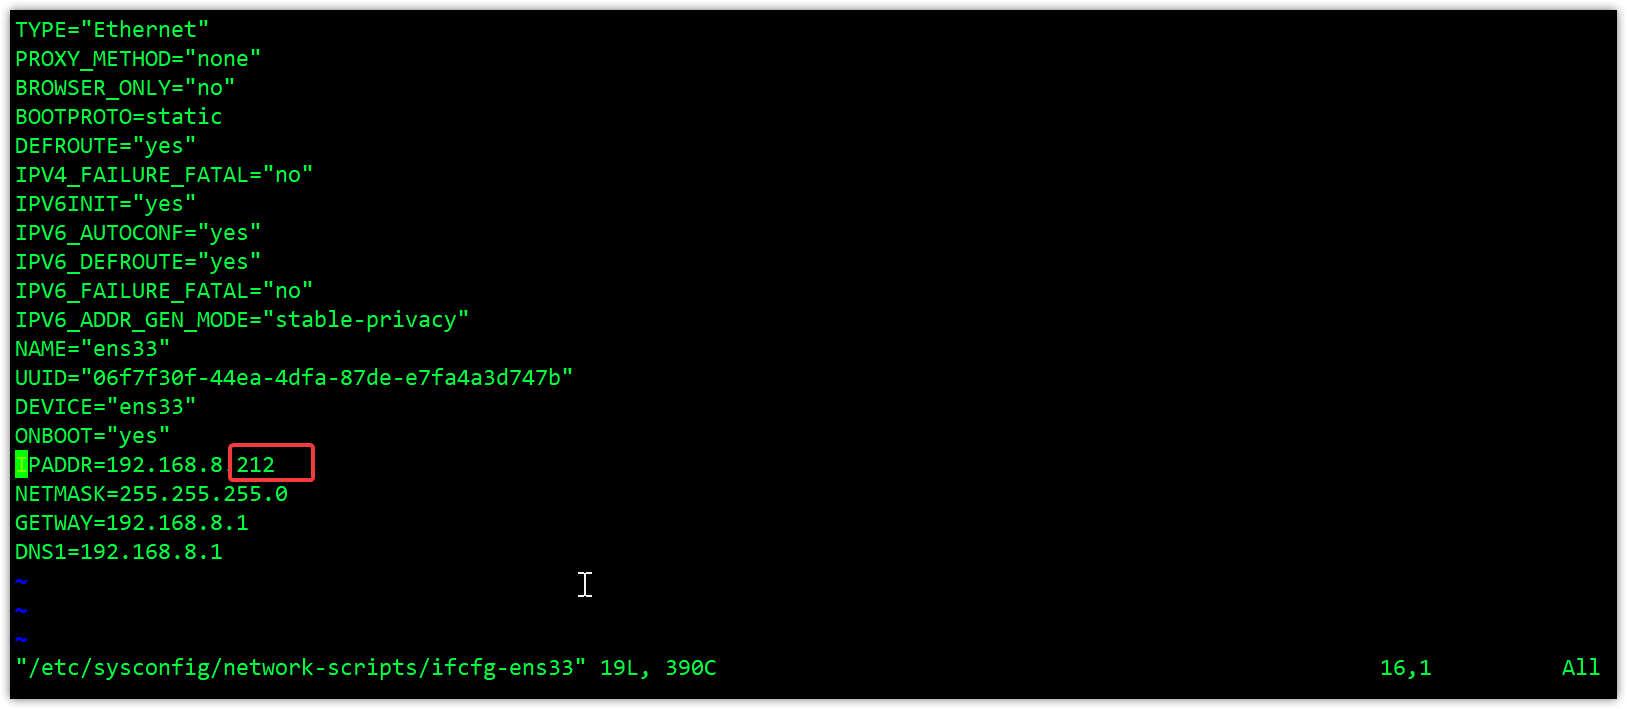 TYPE="Ethernet"
PROXY_METHOD="none"
BROWSER_ONLY="no"
BOOTPROTO=static
DEFROUTE="yes"
IPV4_FAILURE_FATAL="no"
IPV6INIT="yes"
IPV6_AUTOCONF="yes"
IPV6_DEFROUTE="yes"
IPV6_FAILURE_FATAL="no"
IPV6_ADDR_GEN_MODE="stable-privacy"
NAME="ens33"
UUID="06f7f30f-44ea-4dfa-87de-e7fa4a3d747b"
DEVICE="ens33"
ONBOOT="yes"
IPADDR=192.168.8.212
NETMASK=255.255.255.0
GETWAY=192.168.8.1
DNS1=192.168.8.1
~
~
~
"/etc/sysconfig/network-scripts/ifcfg-ens33" 19L, 390C 16,1 All